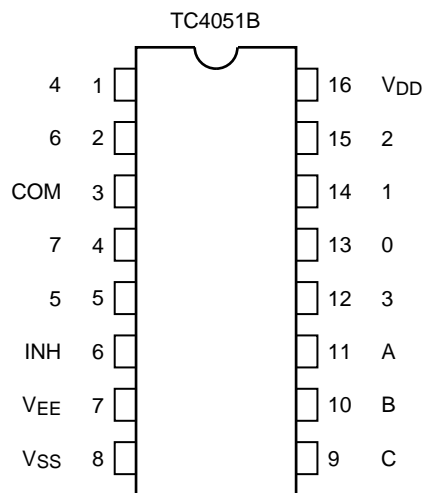 TC4051B
4 1 16 VDD
6 2 15 2
COM 3 14 1
7 4 13 0
5 5 12 3
INH 6 11 A
VEE 7 10 B
VSS 8 9 C